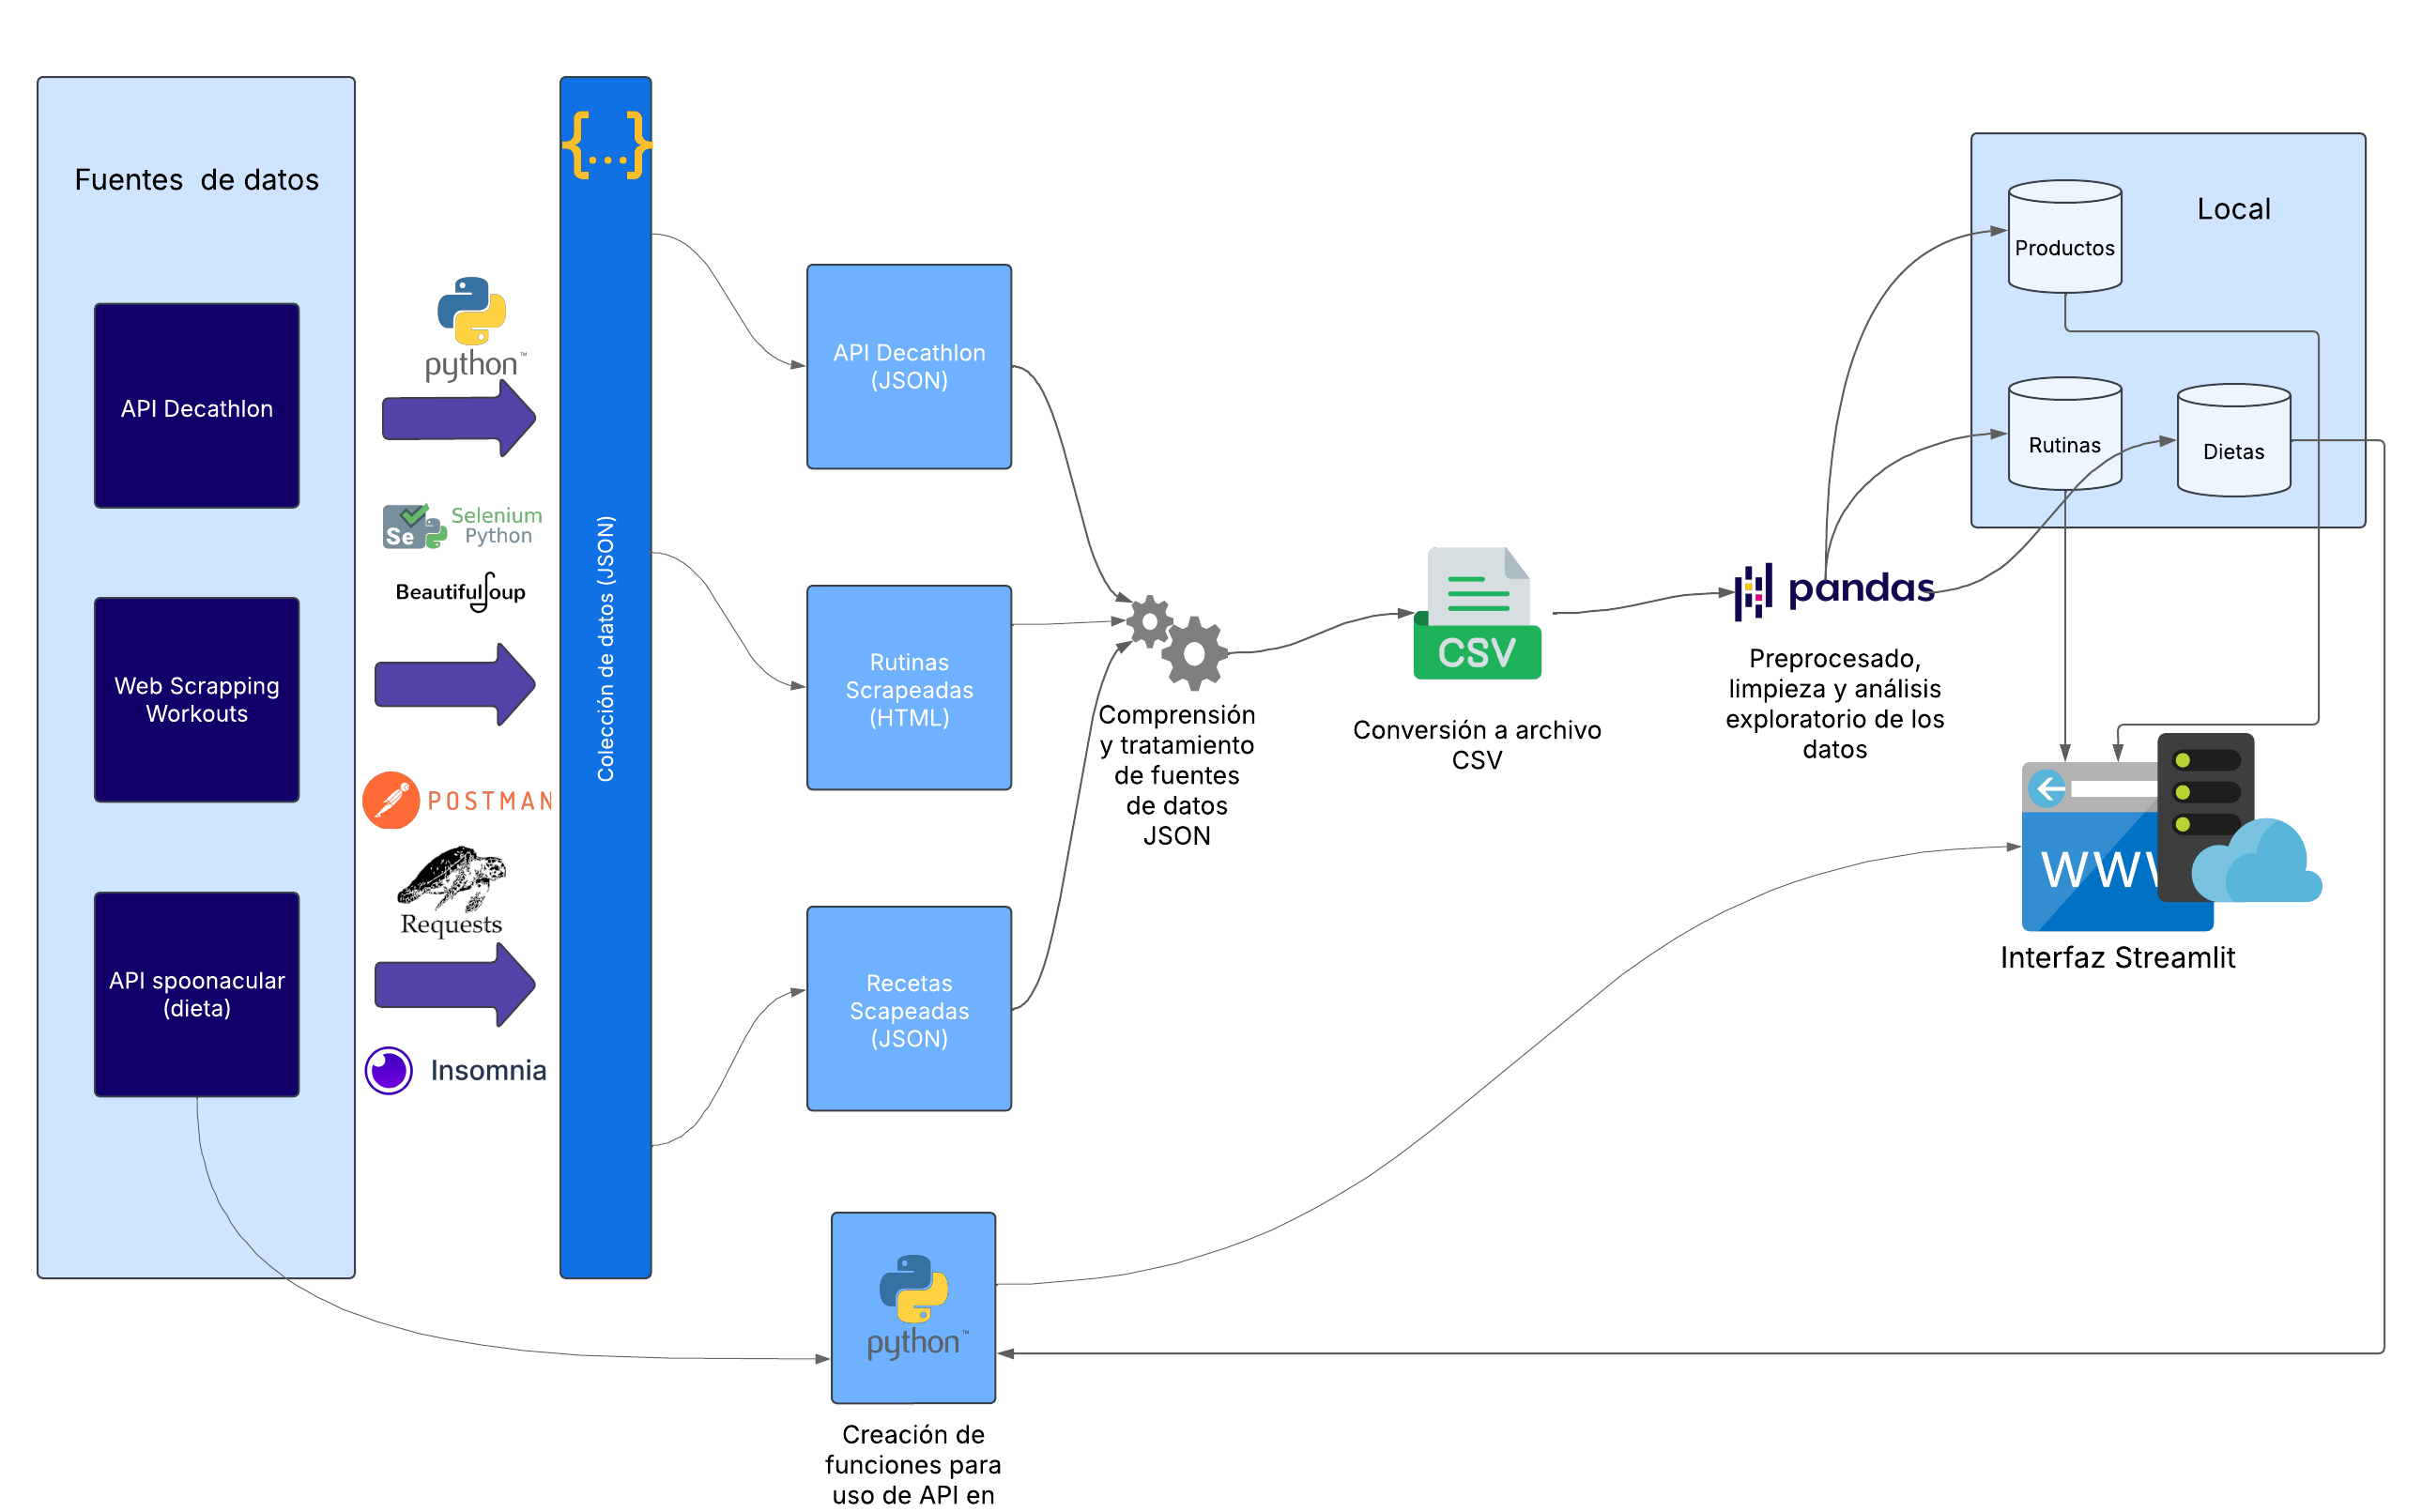 Fuentes de datos
API Decathlon
Web Scrapping
Workouts
API spoonacular
(dieta)
python™
Se
Selenium
Python
BeautifulSoup
POSTMAN
Requests
Insomnia
{...}
Colección de datos (JSON)
API Decathlon
(JSON)
Rutinas
Scrapeadas
(HTML)
Recetas
Scapeadas
(JSON)
Comprensión
y tratamiento
de fuentes
de datos
JSON
CSV
Conversión a archivo
CSV
pandas
Preprocesado,
limpieza y análisis
exploratorio de los
datos
Local
Productos
Rutinas
Dietas
WWW
Interfaz Streamlit
python™
Creación de
funciones para
uso de API en